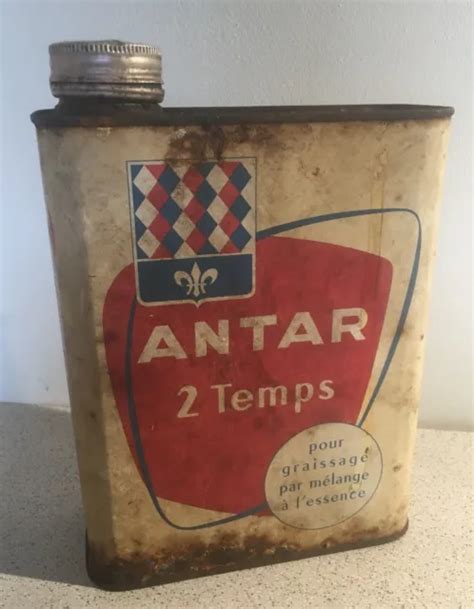 ANTAR
2 Temps
pour
graissage
par mélange
à l'essence